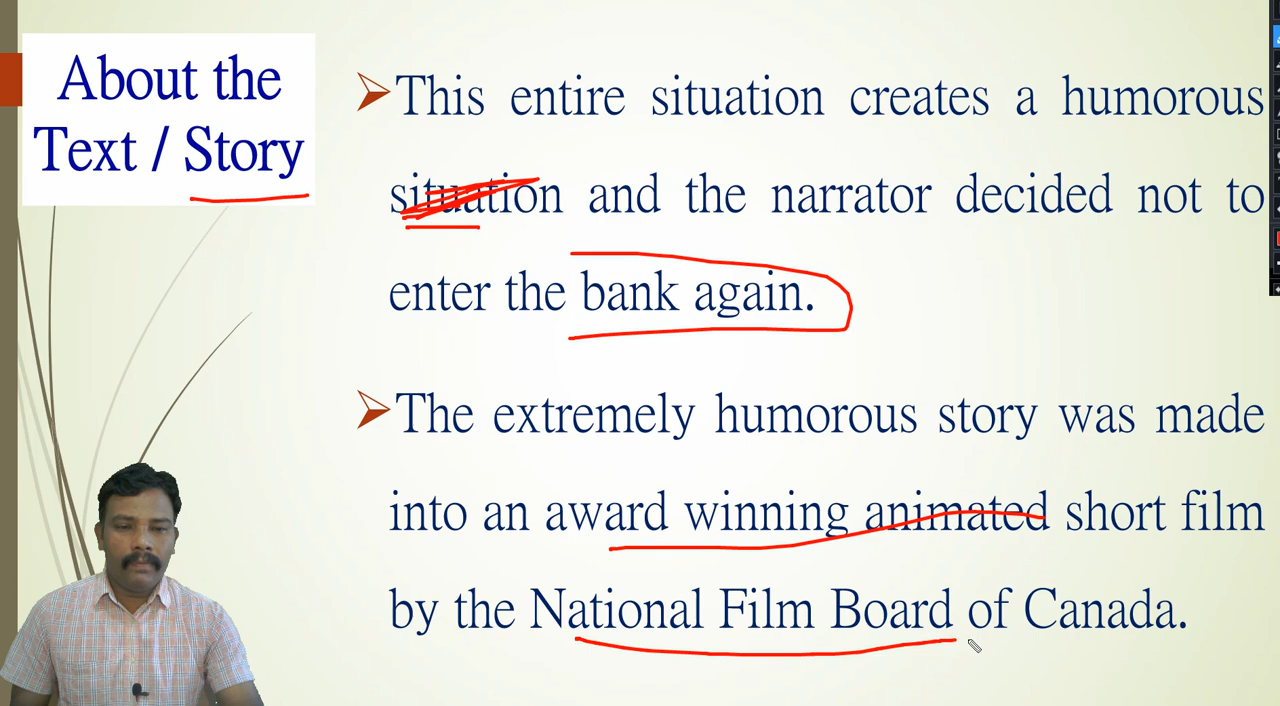 About the
Text / Story
This entire situation creates a humorous
situation and the narrator decided not to
enter the bank again.
The extremely humorous story was made
into an award winning animated short film
by the National Film Board of Canada.